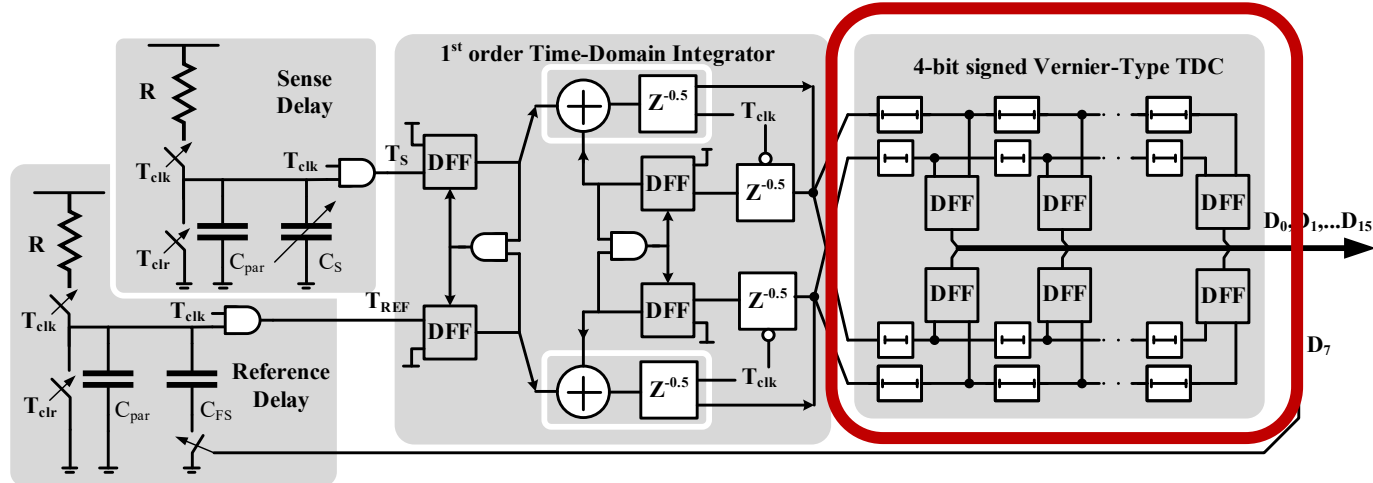 1st order Time-Domain Integrator
4-bit signed Vernier-Type TDC
Sense
Delay
R
Tclk
Tclr
Cpar
CS
Tclk
TS
R
Tclk
Tclr
Cpar
CFS
Tclk
Reference
Delay
TREF
DFF
DFF
Z-0.5
Tclk
DFF
Z-0.5
DFF
Z-0.5
Z-0.5
Tclk
DFF
DFF
DFF
DFF
DFF
DFF
D0,D1,...D15
D7